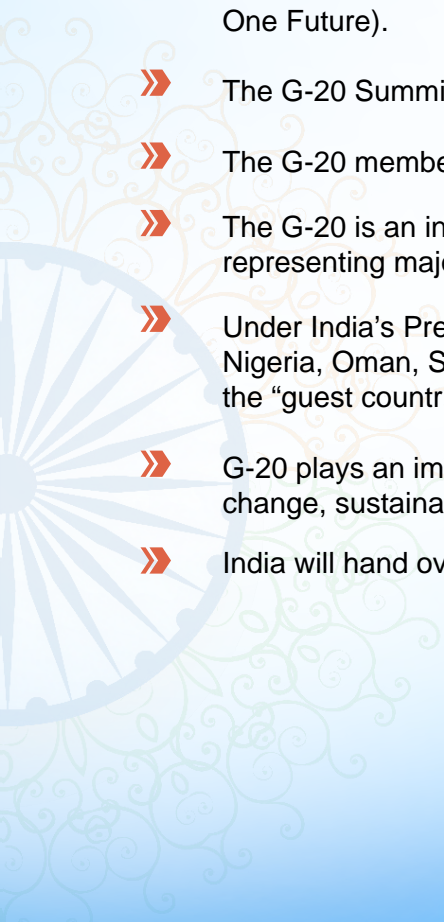 One Future).
The G-20 Summi
The G-20 membe
The G-20 is an in
representing majo
Under India's Pre
Nigeria, Oman, S
the "guest countr
G-20 plays an im
change, sustaina
India will hand ov